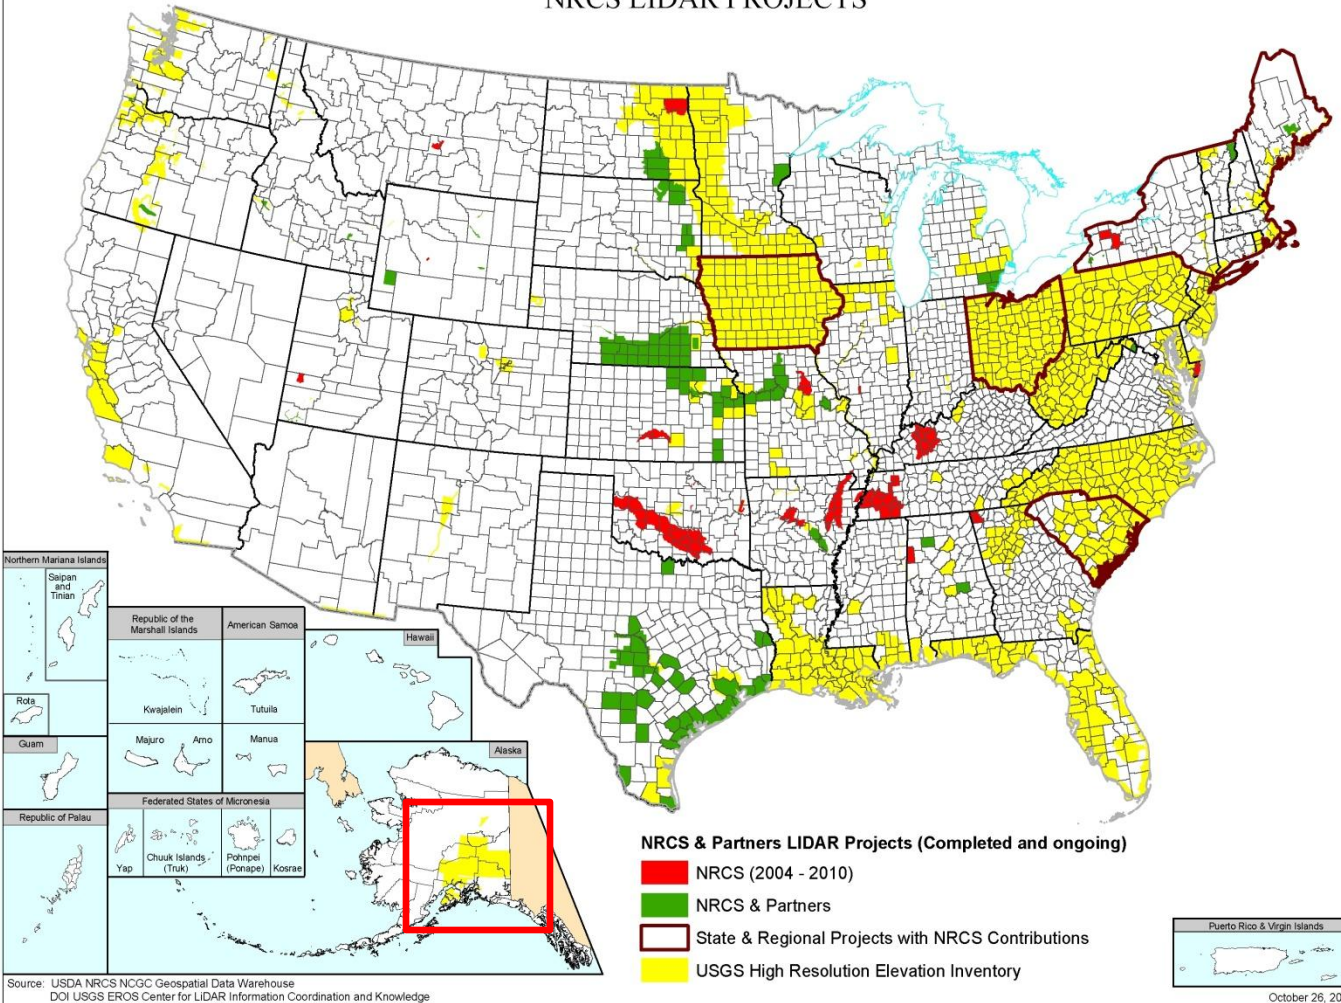 NRCS LIDAR PROJECTS
Northern Mariana Islands
Saipan
and
Tinian
Rota
Guam
Republic of Palau
Republic of the
Marshall Islands
American Samoa
Kwajalein
Tutuila
Majuro
Arno
Manua
Federated States of Micronesia
Yap
Chuuk Islands
(Truk)
Pohnpei
(Ponape)
Kosrae
Hawaii
Alaska
NRCS & Partners LIDAR Projects (Completed and ongoing)
NRCS (2004 - 2010)
NRCS & Partners
State & Regional Projects with NRCS Contributions
USGS High Resolution Elevation Inventory
Puerto Rico & Virgin Islands
Source: USDA NRCS NCGC Geospatial Data Warehouse
DOI USGS EROS Center for LiDAR Information Coordination and Knowledge
October 26, 20